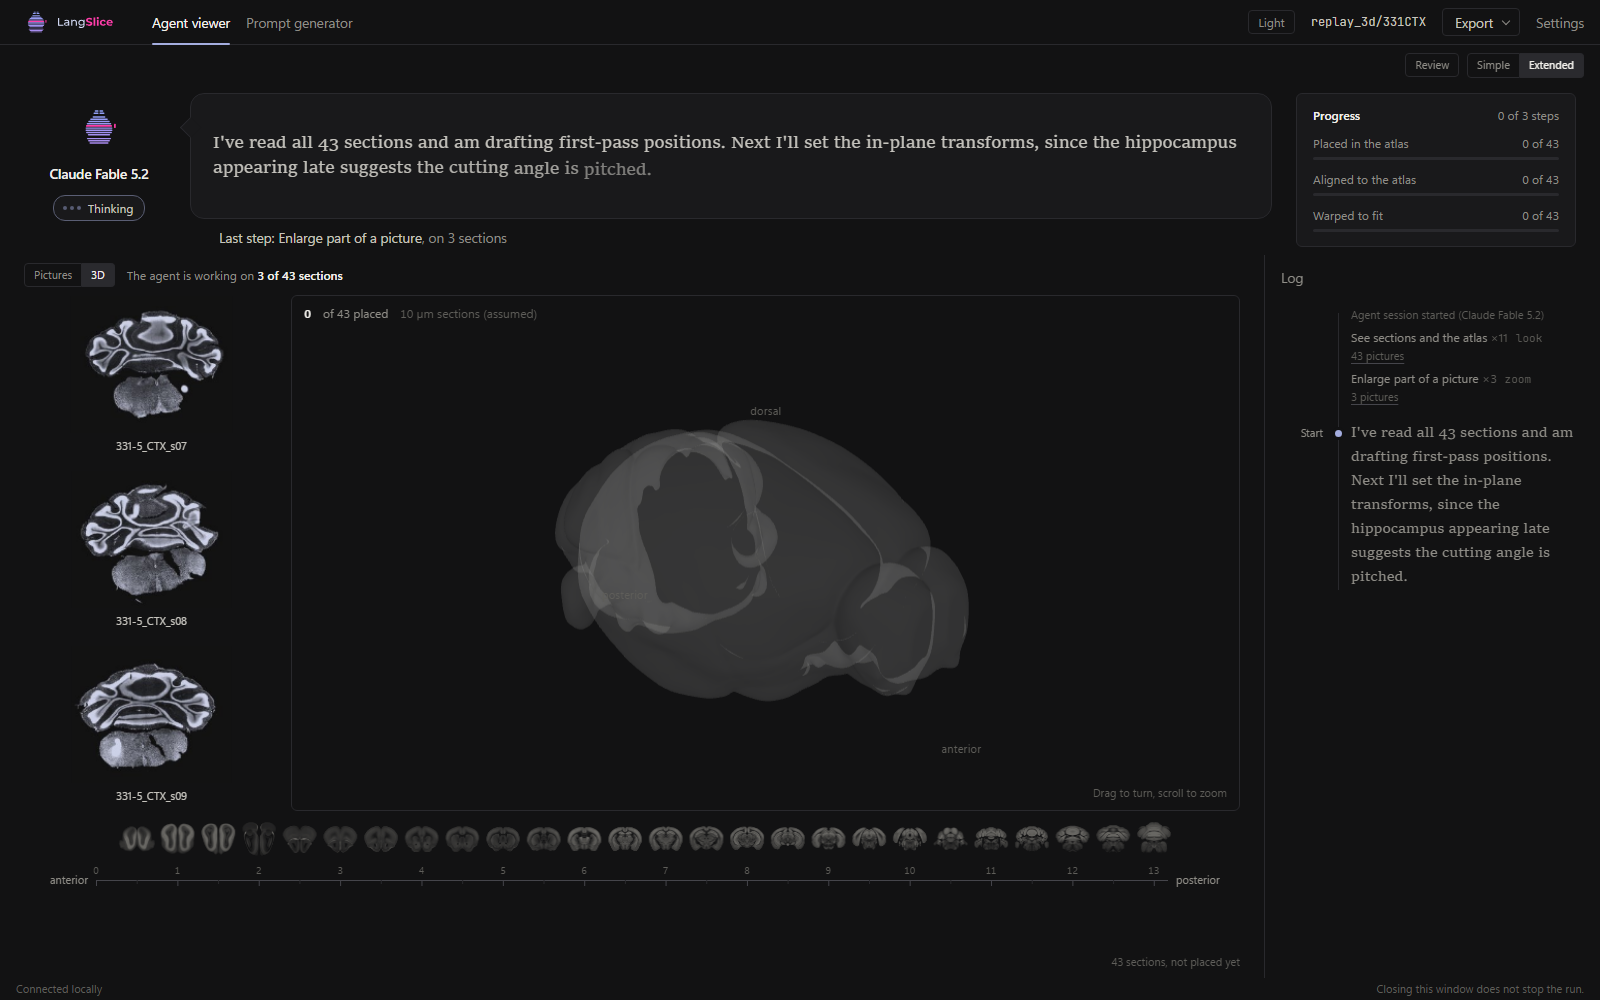 LangSlice
Agent viewer
Prompt generator
Light
replay_3d/331CTX
Export
Settings
Review
Simple
Extended
Claude Fable 5.2
Thinking
I've read all 43 sections and am drafting first-pass positions. Next I'll set the in-plane transforms, since the hippocampus
appearing late suggests the cutting angle is pitched.
Last step: Enlarge part of a picture, on 3 sections
Progress
0 of 3 steps
Placed in the atlas
0 of 43
Aligned to the atlas
0 of 43
Warped to fit
0 of 43
Pictures
3D
The agent is working on 3 of 43 sections
331-5_CTX_s07
331-5_CTX_s08
331-5_CTX_s09
0 of 43 placed
10 µm sections (assumed)
dorsal
posterior
anterior
Drag to turn, scroll to zoom
anterior
0 1 2 3 4 5 6 7 8 9 10 11 12 13
posterior
43 sections, not placed yet
Log
Agent session started (Claude Fable 5.2)
See sections and the atlas ×11 look
43 pictures
Enlarge part of a picture ×3 zoom
3 pictures
Start
I've read all 43 sections and am
drafting first-pass positions.
Next I'll set the in-plane
transforms, since the
hippocampus appearing late
suggests the cutting angle is
pitched.
Connected locally
Closing this window does not stop the run.